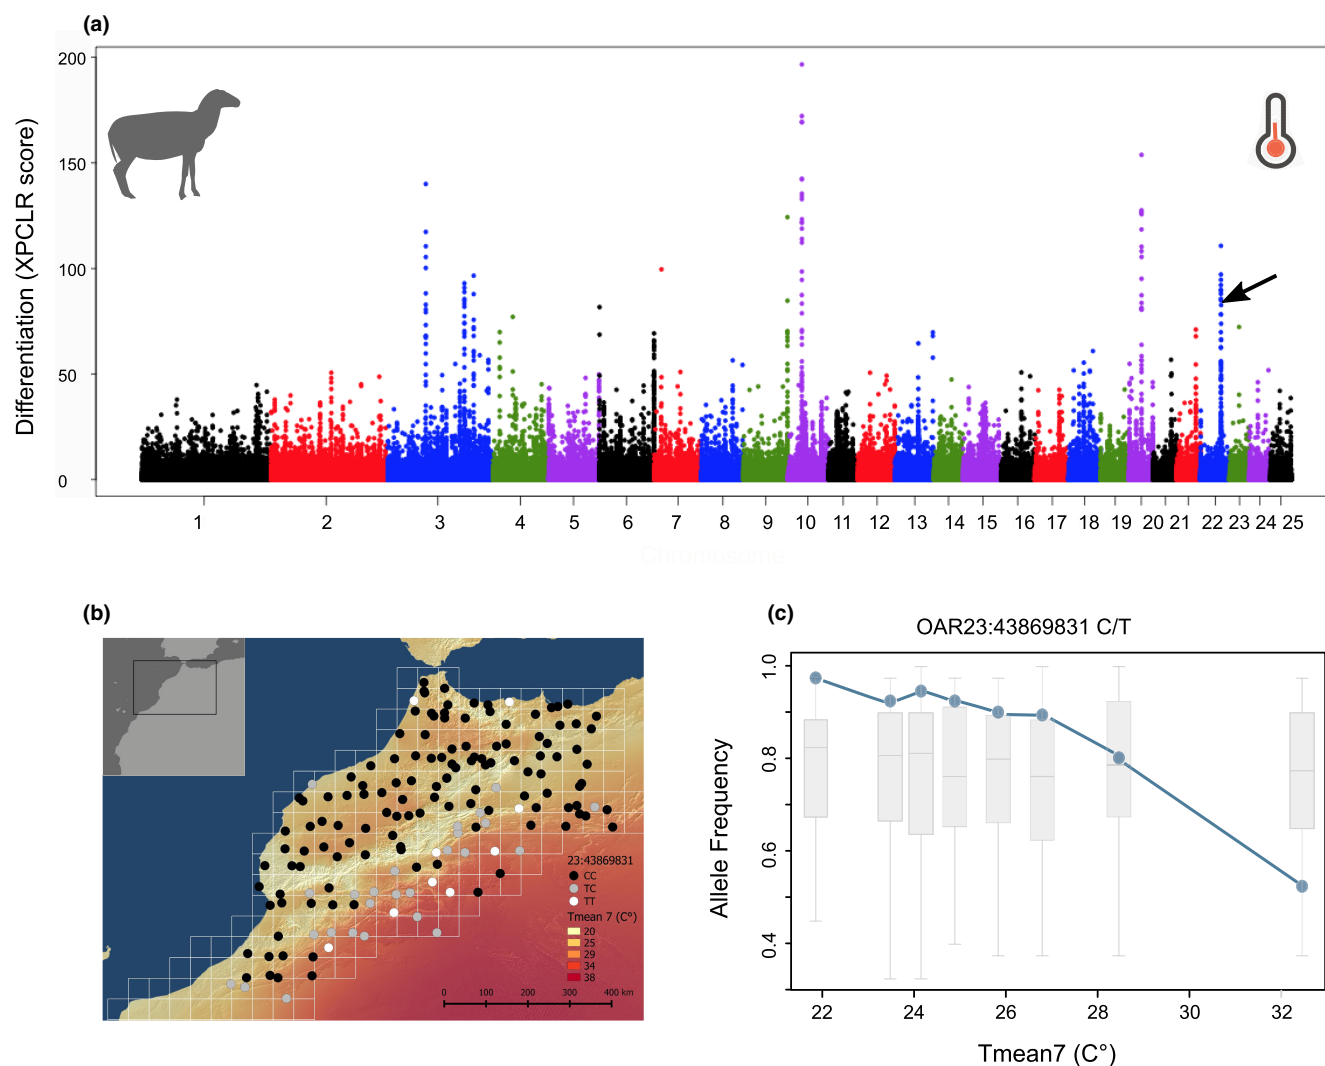 (a)
Differentiation (XPCLR score)
200
150
100
50
0
1 2 3 4 5 6 7 8 9 10 11 12 13 14 15 16 17 18 19 20 21 22 23 24 25
Chromosome
(b)
23:43869831
CC
TC
TT
Tmean 7 (C°)
20
25
29
34
38
0 100 200 300 400 km
(c)
OAR23:43869831 C/T
Allele Frequency
1.0
0.8
0.6
0.4
22 24 26 28 30 32
Tmean7 (C°)